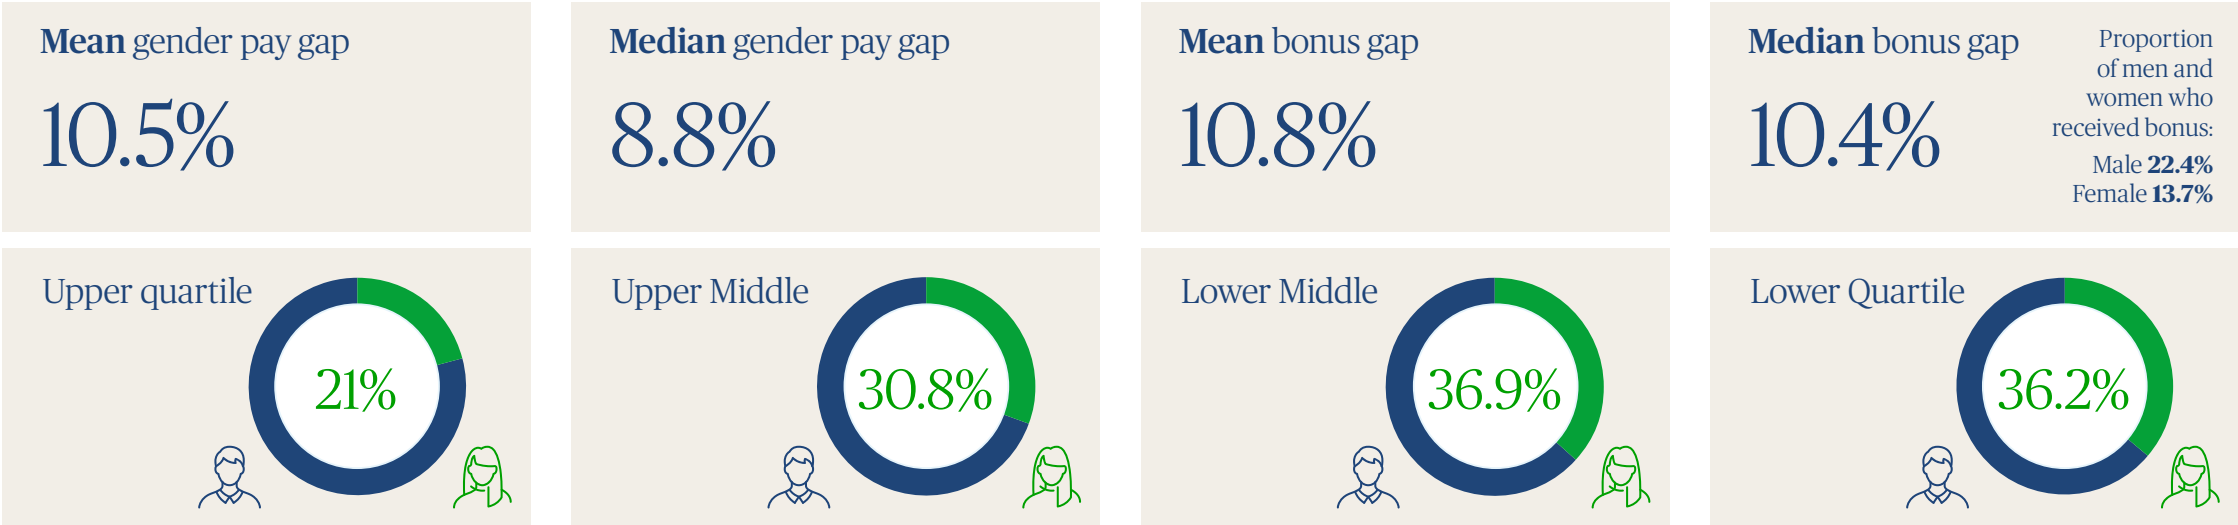 Mean gender pay gap
10.5%
Median gender pay gap
8.8%
Mean bonus gap
10.8%
Median bonus gap
10.4%
Proportion
of men and
women who
received bonus:
Male 22.4%
Female 13.7%
Upper quartile
21%
Upper Middle
30.8%
Lower Middle
36.9%
Lower Quartile
36.2%